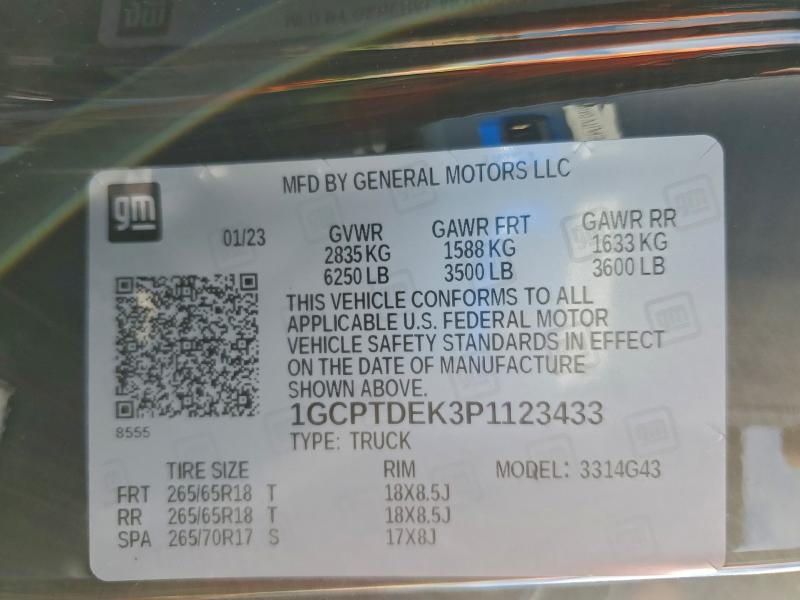 MFD BY GENERAL MOTORS LLC
gm
01/23
GVWR GAWR FRT GAWR RR
2835 KG 1588 KG 1633 KG
6250 LB 3500 LB 3600 LB
THIS VEHICLE CONFORMS TO ALL
APPLICABLE U.S. FEDERAL MOTOR
VEHICLE SAFETY STANDARDS IN EFFECT
ON THE DATE OF MANUFACTURE
SHOWN ABOVE.
1GCPTDEK3P1123433
8555
TYPE: TRUCK
TIRE SIZE RIM MODEL: 3314G43
FRT 265/65R18 T 18X8.5J
RR 265/65R18 T 18X8.5J
SPA 265/70R17 S 17X8J